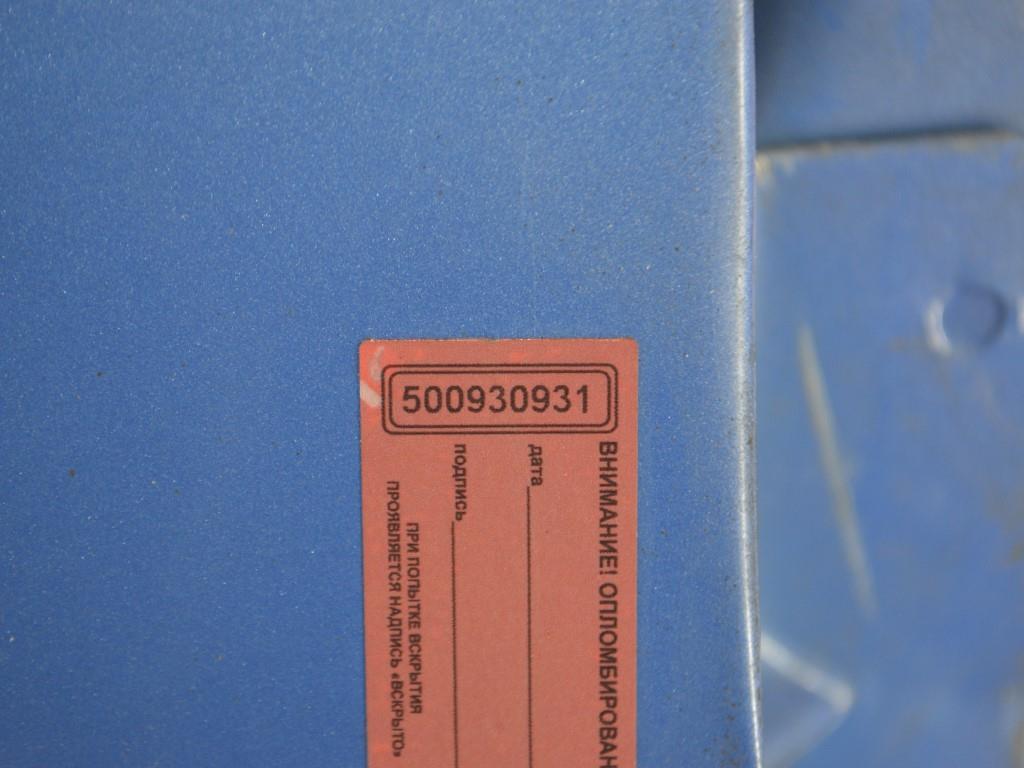 500930931
ВНИМАНИЕ! ОПЛОМБИРОВАН
дата
подпись
ПРИ ПОПЫТКЕ ВСКРЫТИЯ
ПРОЯВЛЯЕТСЯ НАДПИСЬ «ВСКРЫТО»